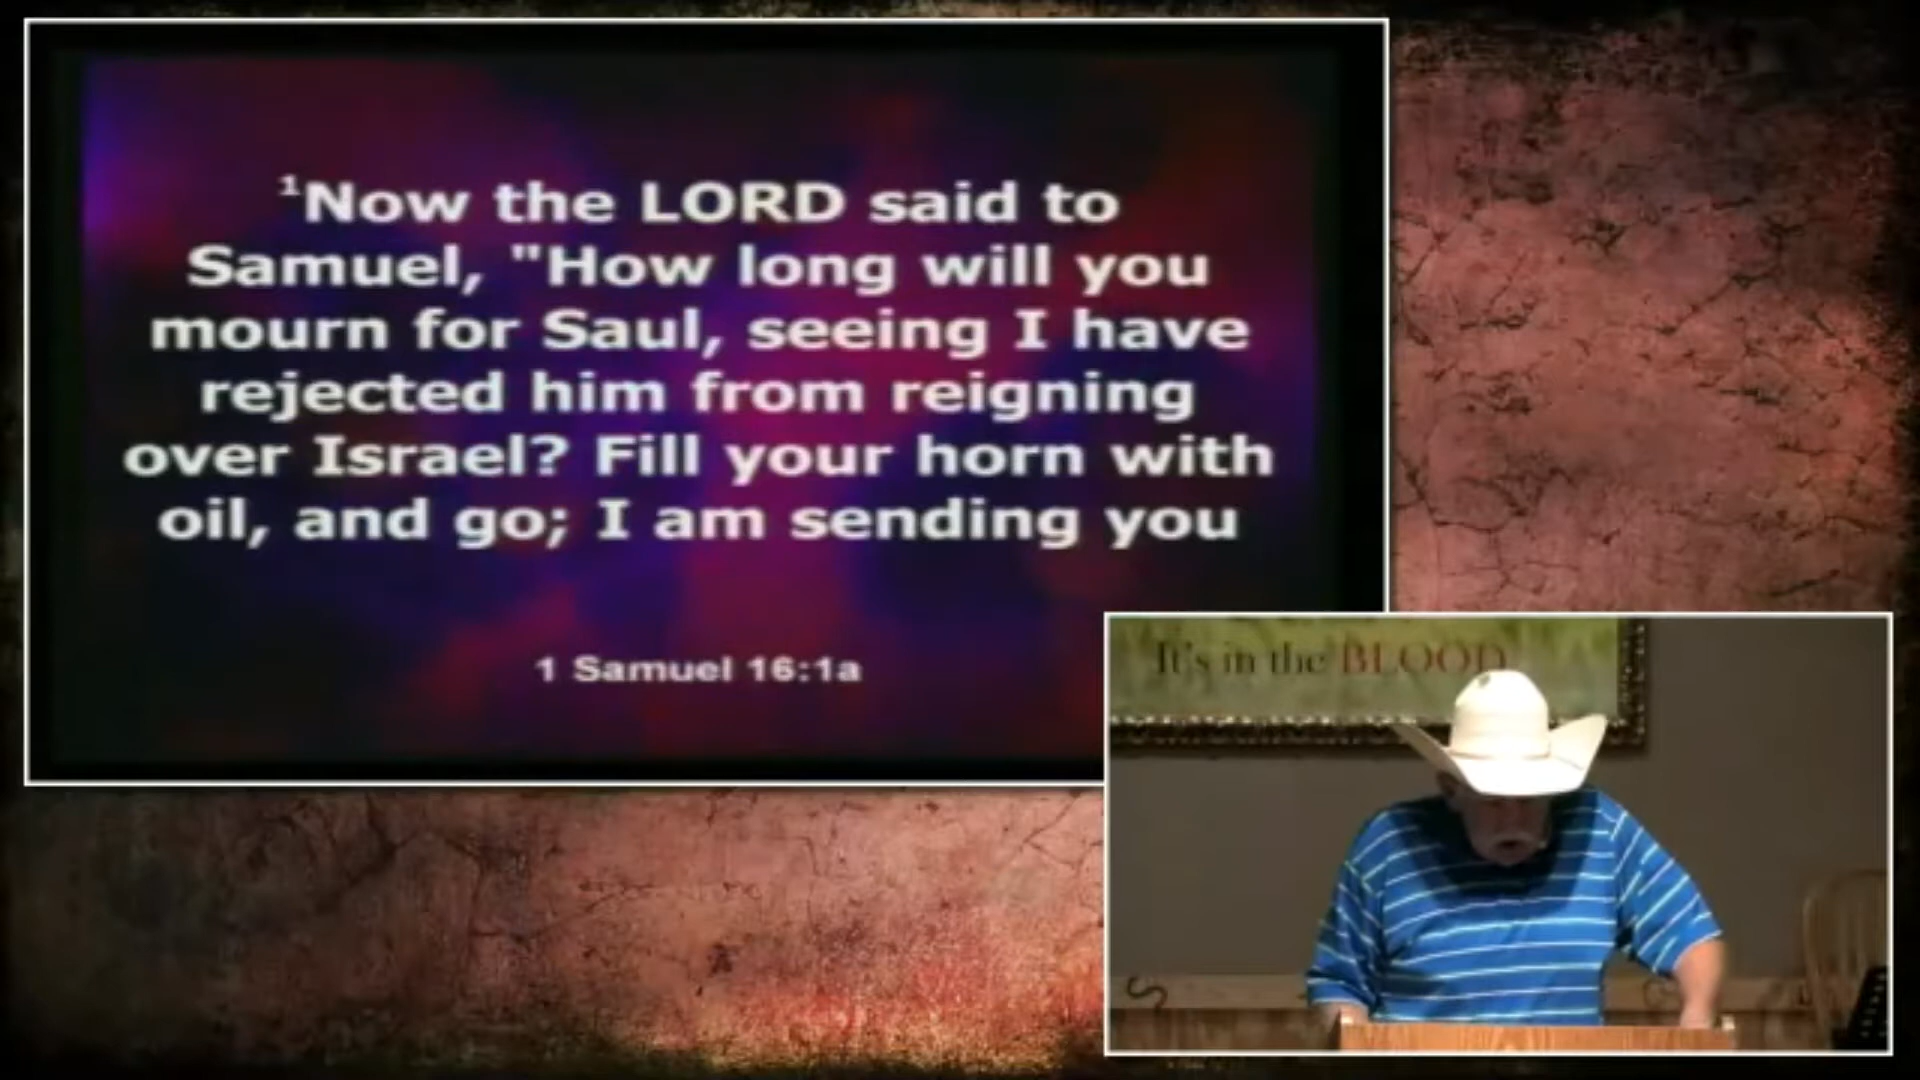 ¹Now the LORD said to
Samuel, "How long will you
mourn for Saul, seeing I have
rejected him from reigning
over Israel? Fill your horn with
oil, and go; I am sending you
1 Samuel 16:1a
It's in the BLOOD